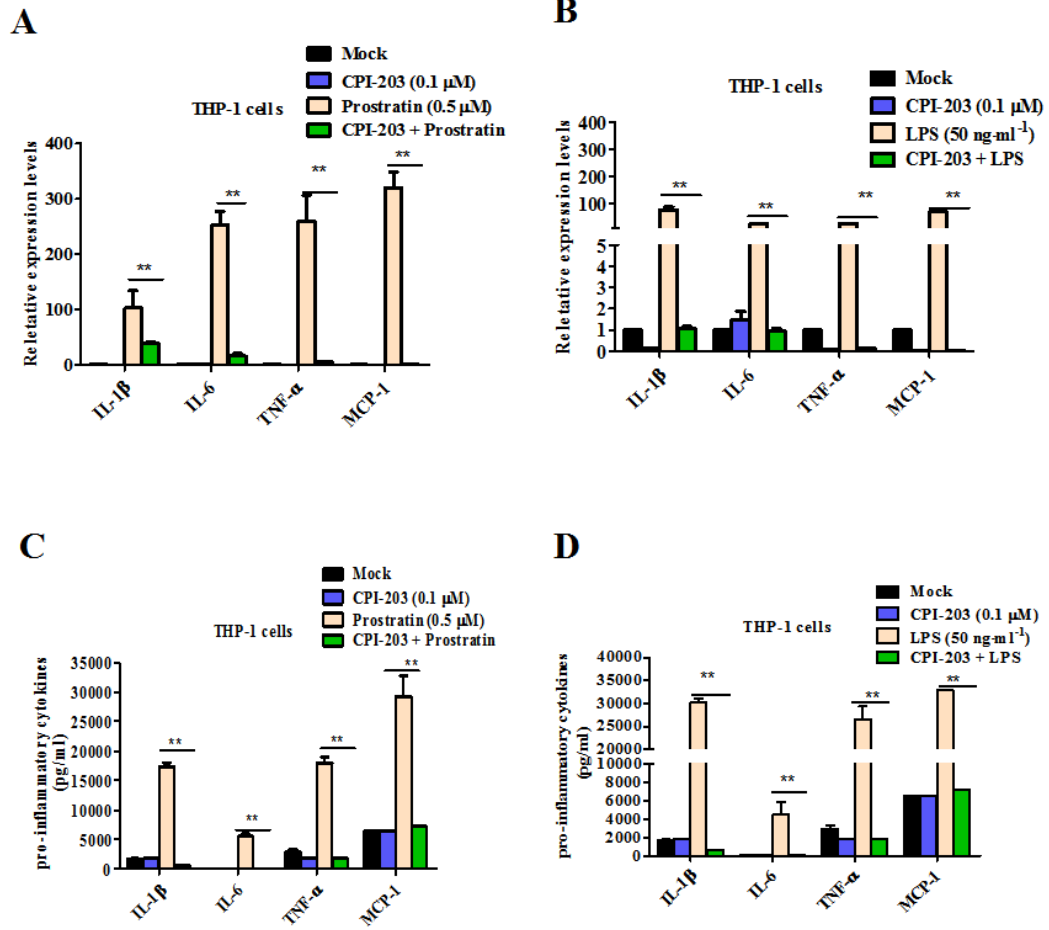 A
Mock
CPI-203 (0.1 μM)
Prostratin (0.5 μM)
CPI-203 + Prostratin
THP-1 cells
Reletative expression levels
400
300
200
100
0
**
**
**
**
IL-1β
IL-6
TNF-α
MCP-1
B
Mock
CPI-203 (0.1 μM)
LPS (50 ng·ml⁻¹)
CPI-203 + LPS
THP-1 cells
Reletative expression levels
400
300
200
100
5
4
3
2
1
0
**
**
**
**
IL-1β
IL-6
TNF-α
MCP-1
C
Mock
CPI-203 (0.1 μM)
Prostratin (0.5 μM)
CPI-203 + Prostratin
THP-1 cells
pro-inflammatory cytokines
(pg/ml)
35000
30000
25000
20000
15000
10000
5000
0
**
**
**
**
IL-1β
IL-6
TNF-α
MCP-1
D
Mock
CPI-203 (0.1 μM)
LPS (50 ng·ml⁻¹)
CPI-203 + LPS
THP-1 cells
pro-inflammatory cytokines
(pg/ml)
40000
35000
30000
25000
20000
10000
8000
6000
4000
2000
0
**
**
**
**
IL-1β
IL-6
TNF-α
MCP-1